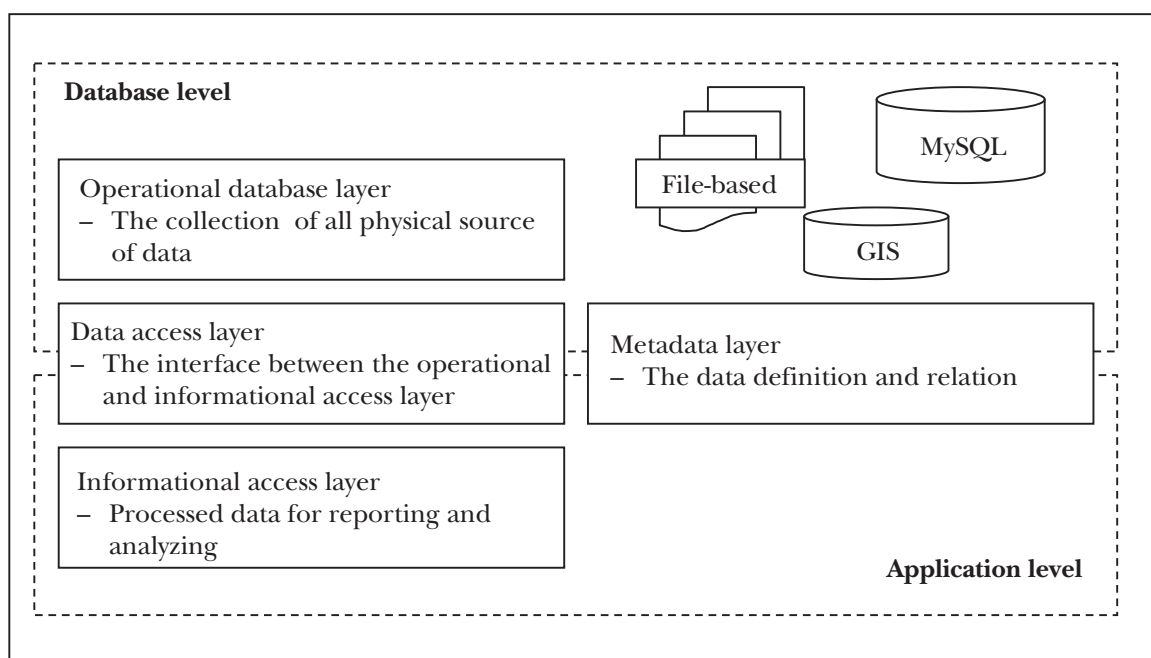 Database level
MySQL
File-based
GIS
Operational database layer
– The collection of all physical source
of data
Data access layer
– The interface between the operational
and informational access layer
Metadata layer
– The data definition and relation
Informational access layer
– Processed data for reporting and
analyzing
Application level